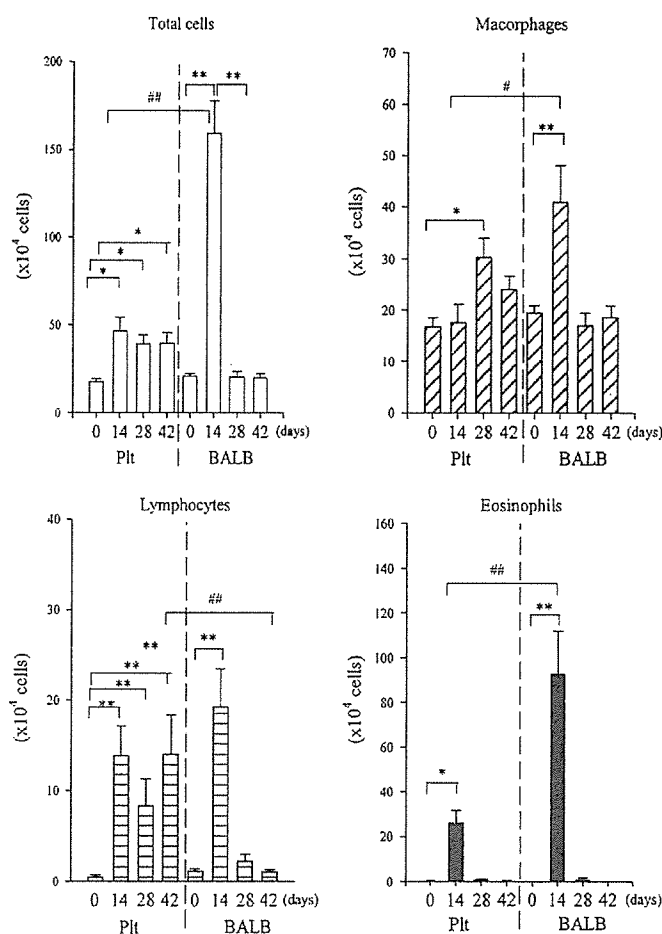 Total cells
(x10⁴ cells)
200
150
100
50
0
** **
##
*
*
*
0 14 28 42 0 14 28 42 (days)
Plt BALB
Macorphages
(x10⁴ cells)
70
60
50
40
30
20
10
0
#
**
*
0 14 28 42 0 14 28 42 (days)
Plt BALB
Lymphocytes
(x10⁴ cells)
40
30
20
10
0
##
** **
**
**
**
0 14 28 42 0 14 28 42 (days)
Plt BALB
Eosinophils
(x10⁴ cells)
160
140
120
100
80
60
40
20
0
##
**
*
0 14 28 42 0 14 28 42 (days)
Plt BALB